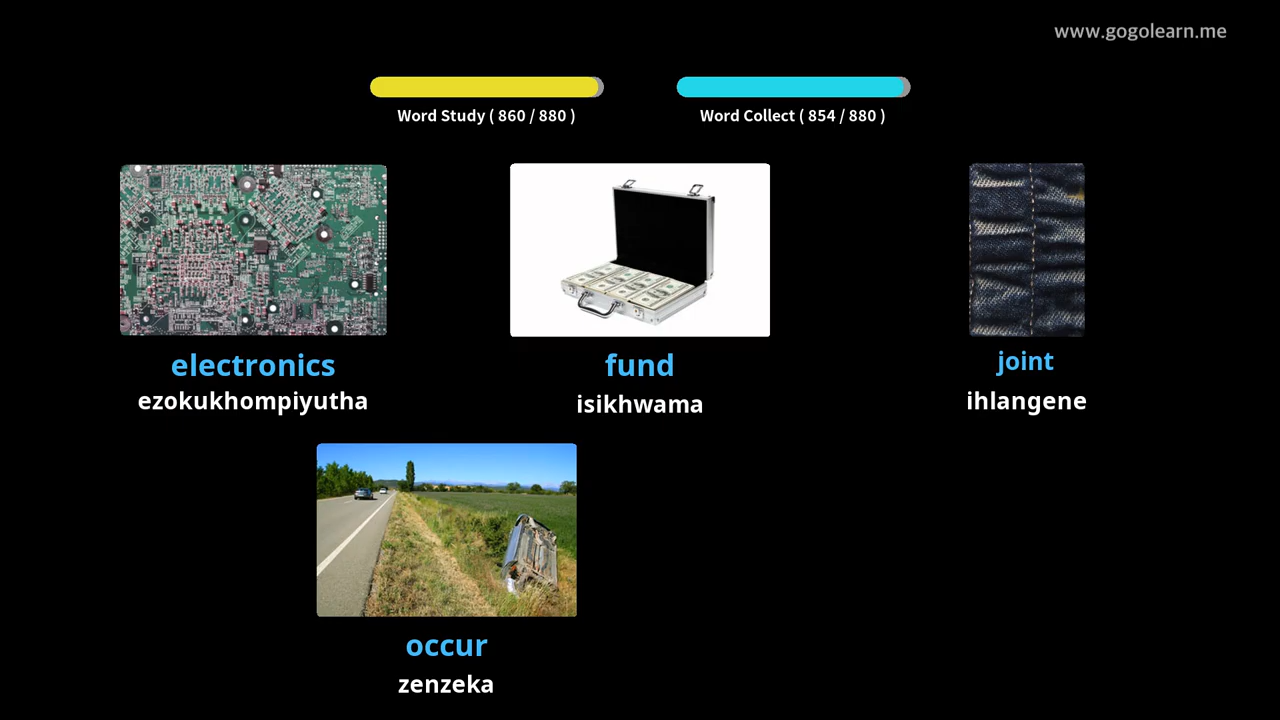 www.gogolearn.me
Word Study ( 860 / 880 )
Word Collect ( 854 / 880 )
electronics
ezokukhompiyutha
fund
isikhwama
joint
ihlangene
occur
zenzeka